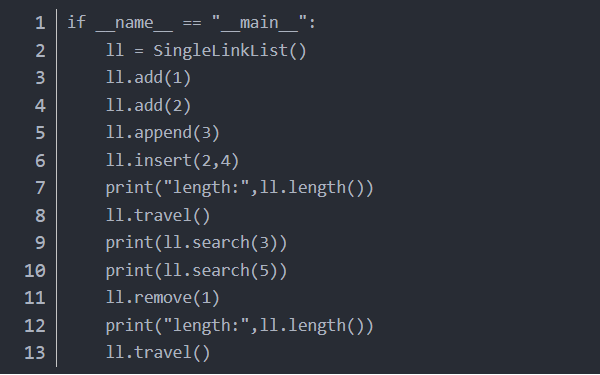 1 if __name__ == "__main__":
2     ll = SingleLinkList()
3     ll.add(1)
4     ll.add(2)
5     ll.append(3)
6     ll.insert(2,4)
7     print("length:",ll.length())
8     ll.travel()
9     print(ll.search(3))
10     print(ll.search(5))
11     ll.remove(1)
12     print("length:",ll.length())
13     ll.travel()